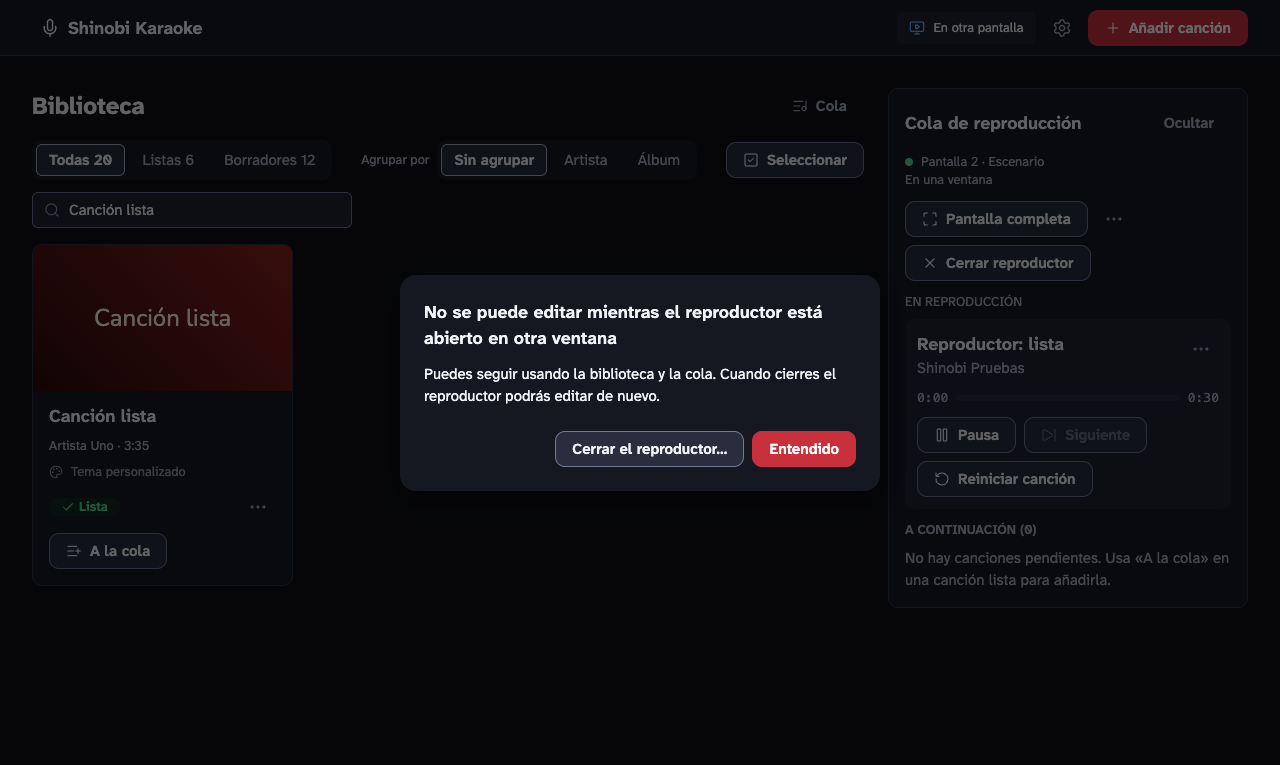 Shinobi Karaoke
En otra pantalla
Añadir canción
Biblioteca
Cola
Todas 20
Listas 6
Borradores 12
Agrupar por
Sin agrupar
Artista
Álbum
Seleccionar
Canción lista
Canción lista
Canción lista
Artista Uno · 3:35
Tema personalizado
Lista
A la cola
No se puede editar mientras el reproductor está
abierto en otra ventana
Puedes seguir usando la biblioteca y la cola. Cuando cierres el
reproductor podrás editar de nuevo.
Cerrar el reproductor…
Entendido
Cola de reproducción
Ocultar
Pantalla 2 · Escenario
En una ventana
Pantalla completa
Cerrar reproductor
EN REPRODUCCIÓN
Reproductor: lista
Shinobi Pruebas
0:00
0:30
Pausa
Siguiente
Reiniciar canción
A CONTINUACIÓN (0)
No hay canciones pendientes. Usa «A la cola» en
una canción lista para añadirla.